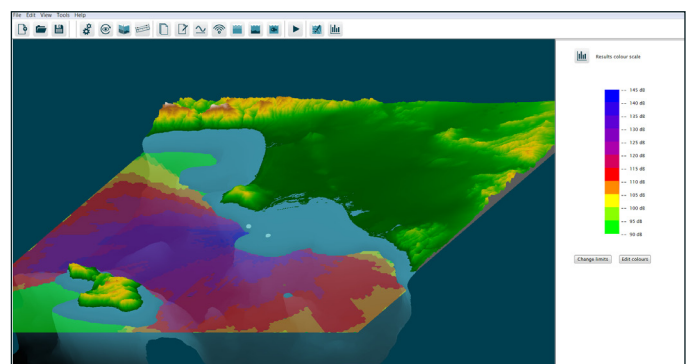 File Edit View Tools Help
Results colour scale
-- 145 dB
-- 140 dB
-- 135 dB
-- 130 dB
-- 125 dB
-- 120 dB
-- 115 dB
-- 110 dB
-- 105 dB
-- 100 dB
-- 95 dB
-- 90 dB
Change limits Edit colours